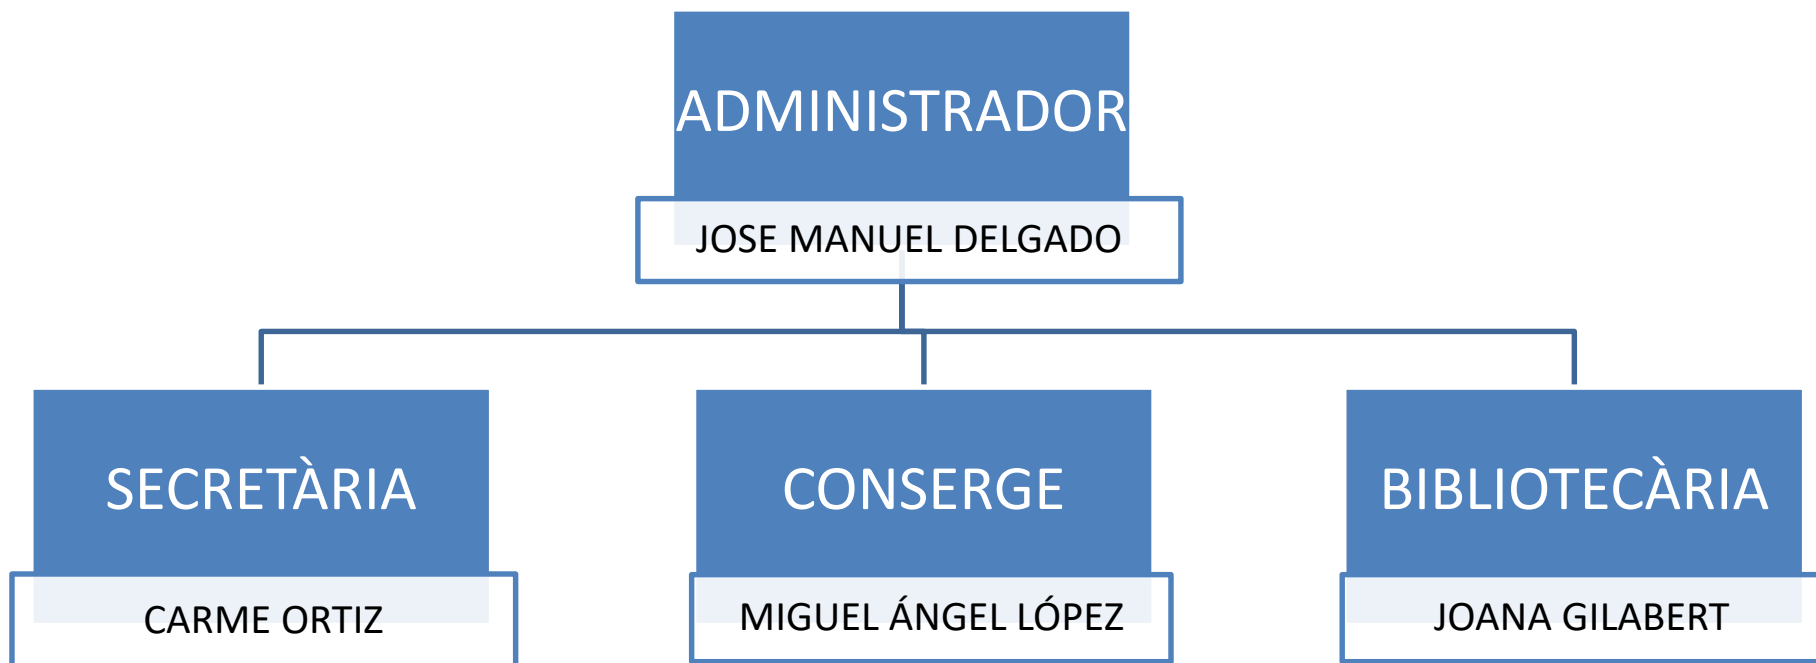 ADMINISTRADOR
JOSE MANUEL DELGADO
SECRETÀRIA
CARME ORTIZ
CONSERGE
MIGUEL ÁNGEL LÓPEZ
BIBLIOTECÀRIA
JOANA GILABERT